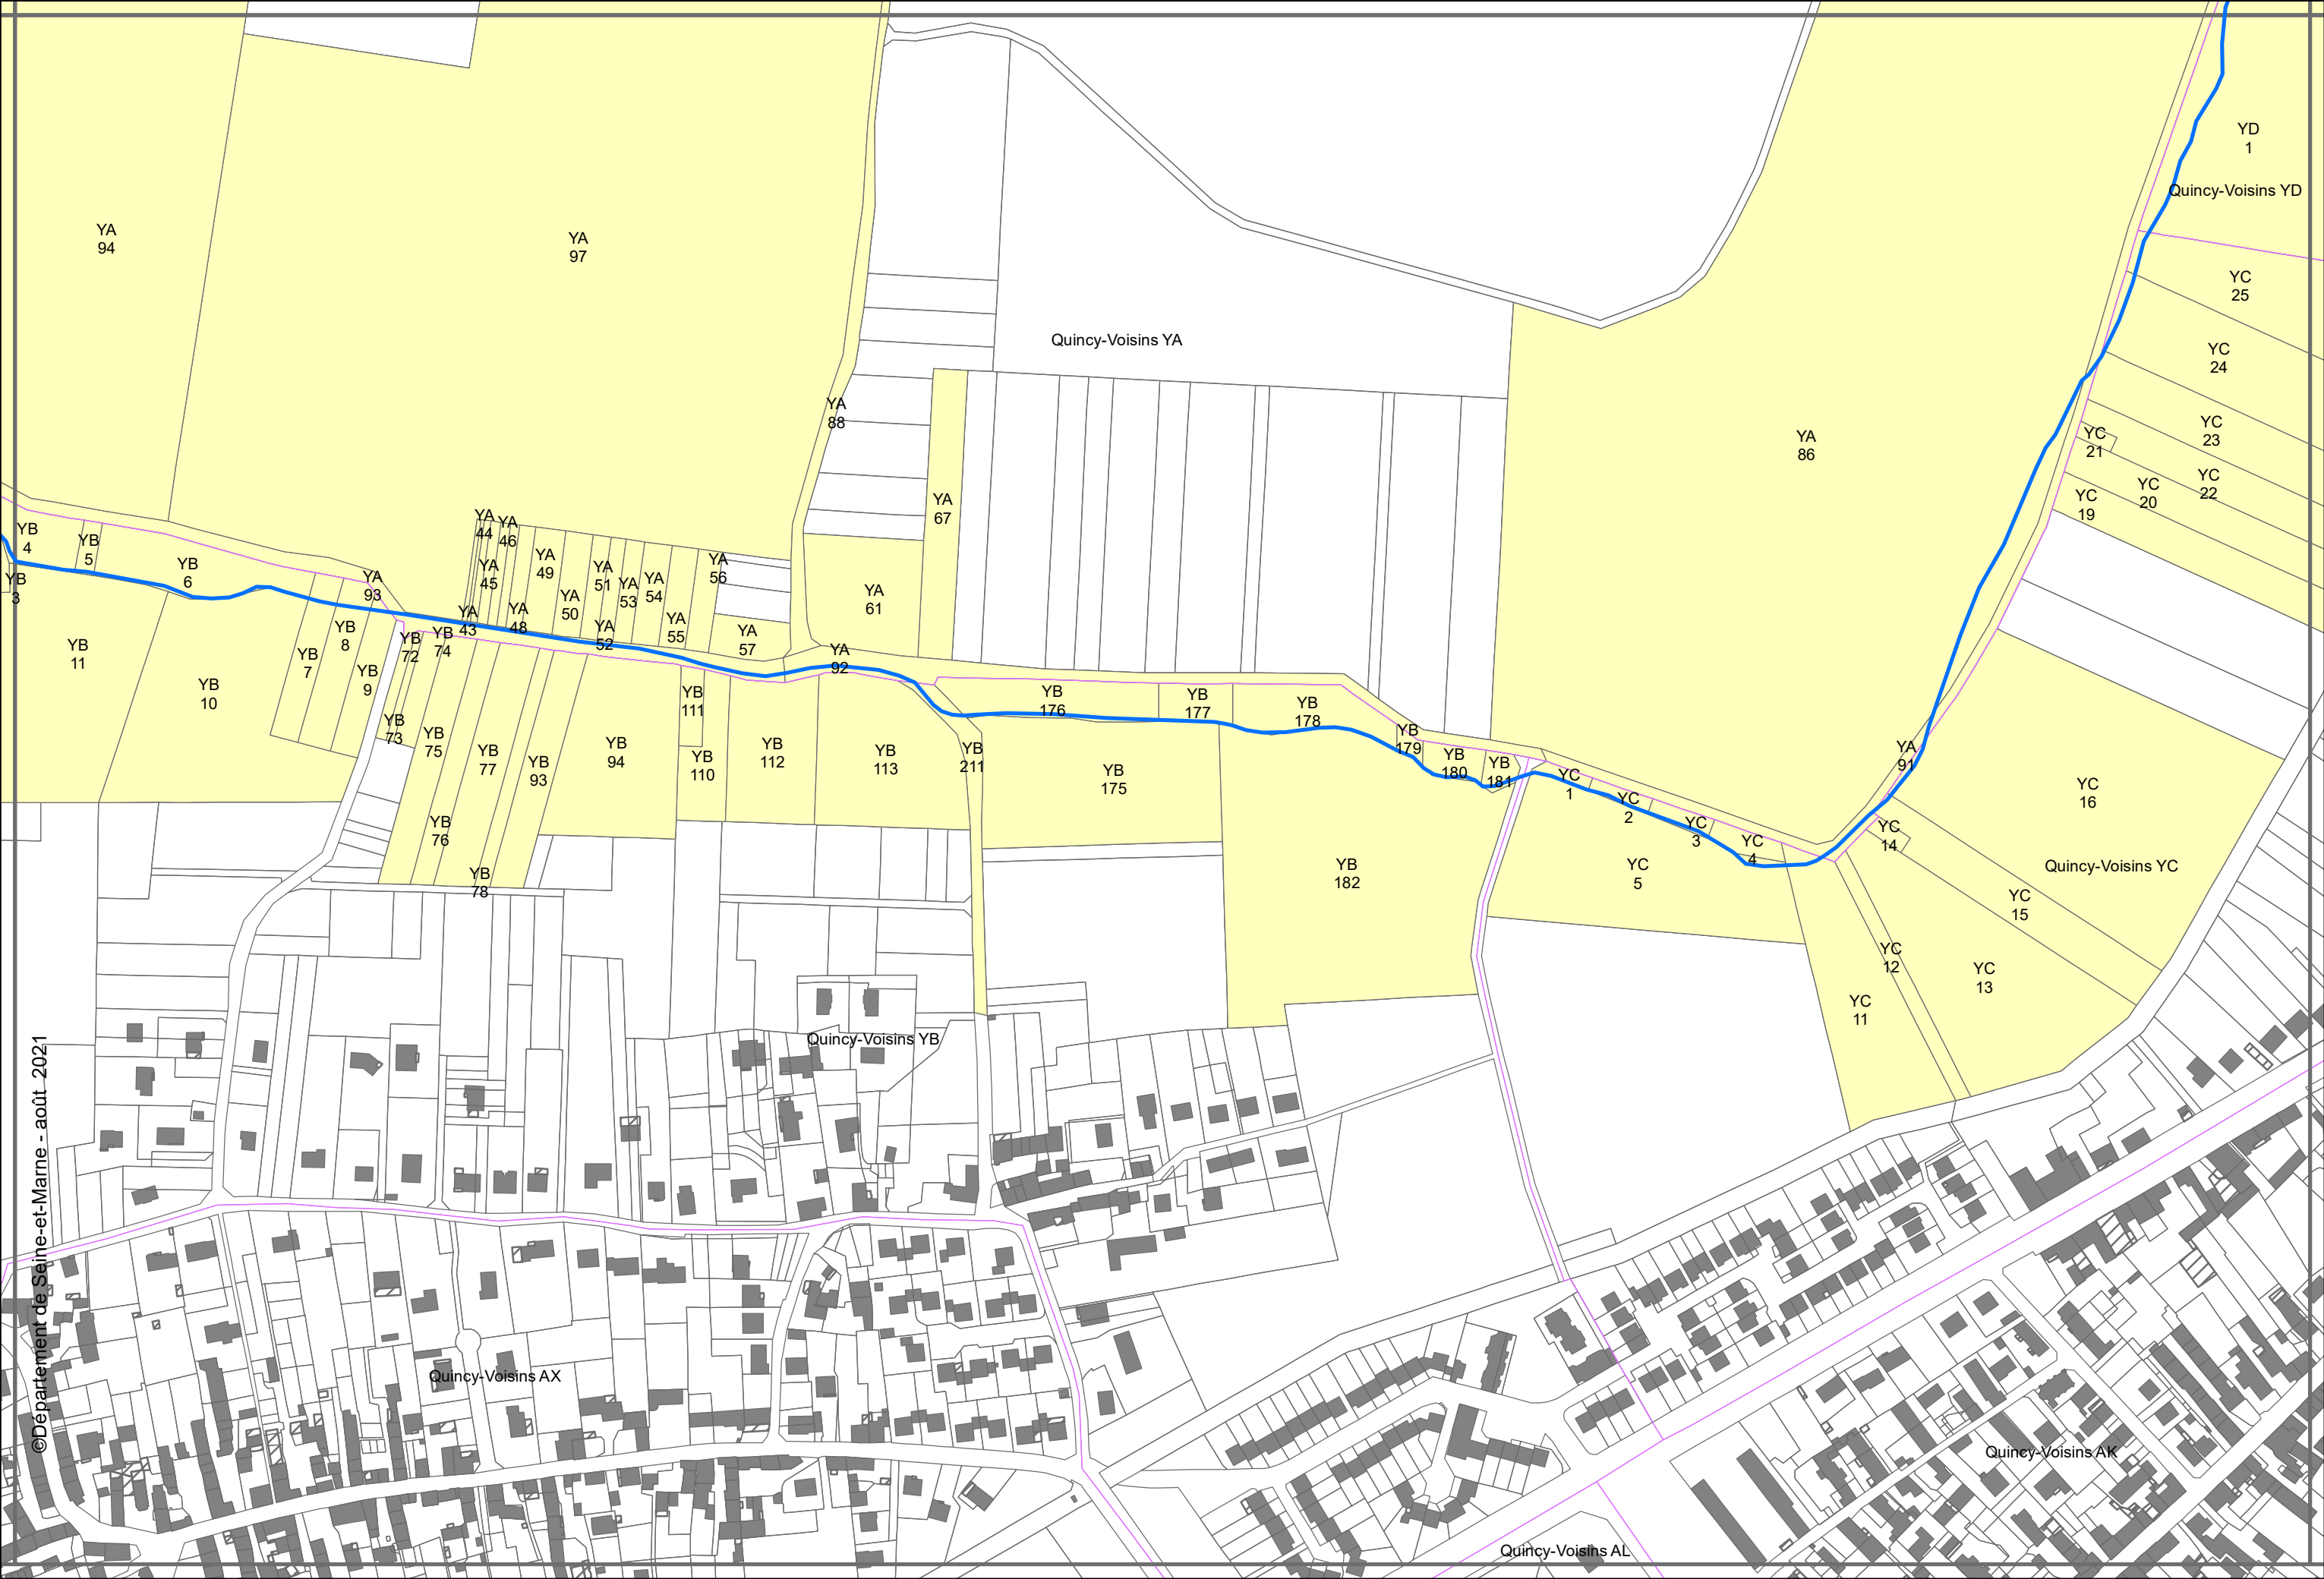 YD
1
Quincy-Voisins YD
YA
94
YA
97
YC
25
Quincy-Voisins YA
YC
24
YA
88
YC
23
YA
86
YC
21
YC
22
YC
20
YC
19
YA
67
YA
44
YA
46
YB
4
YB
5
YB
6
YB
3
YA
93
YA
45
YA
49
YA
51
YA
53
YA
54
YA
56
YA
50
YA
61
YA
43
YA
48
YA
52
YA
55
YA
57
YB
11
YB
10
YB
7
YB
8
YB
9
YB
72
YB
74
YA
92
YB
73
YB
75
YB
77
YB
93
YB
94
YB
111
YB
110
YB
112
YB
113
YB
211
YB
176
YB
177
YB
178
YB
179
YB
180
YB
181
YB
175
YC
1
YC
2
YC
3
YC
4
YA
91
YC
16
YC
14
YB
76
YB
78
YB
182
YC
5
Quincy-Voisins YC
YC
15
YC
12
YC
13
YC
11
Quincy-Voisins YB
Quincy-Voisins AX
Quincy-Voisins AK
Quincy-Voisins AL
©Département de Seine-et-Marne - août 2021